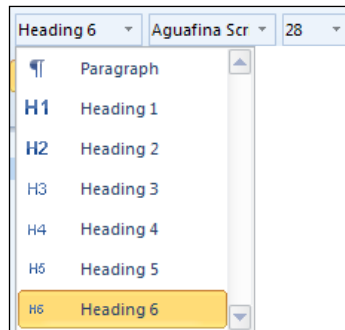 Heading 6 Aguafina Scr 28
¶ Paragraph
H1 Heading 1
H2 Heading 2
H3 Heading 3
H4 Heading 4
H5 Heading 5
H6 Heading 6